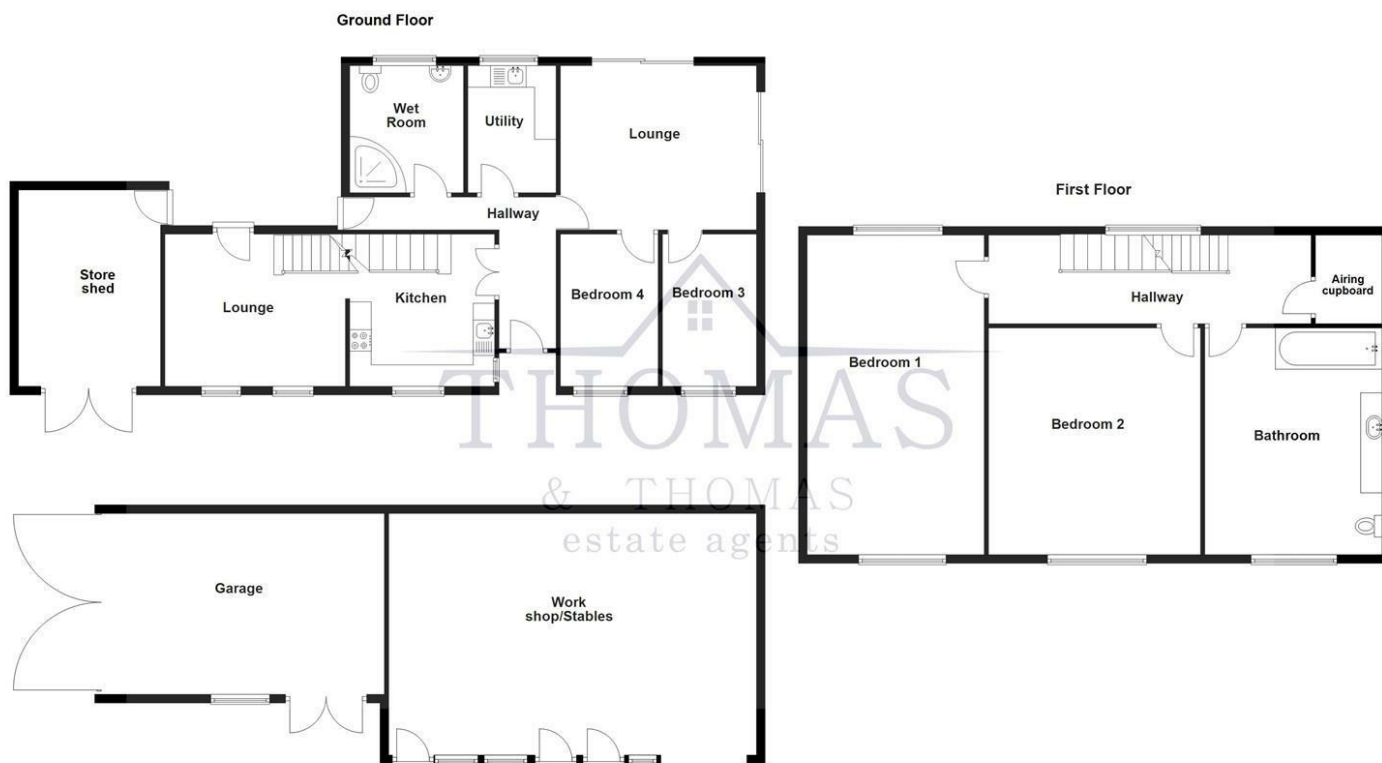 Ground Floor
Wet
Room
Utility
Lounge
Hallway
Store
shed
Lounge
Kitchen
Bedroom 4
Bedroom 3
First Floor
Hallway
Airing
cupboard
Bedroom 1
Bedroom 2
Bathroom
THOMAS
& THOMAS
estate agents
Garage
Work
shop/Stables